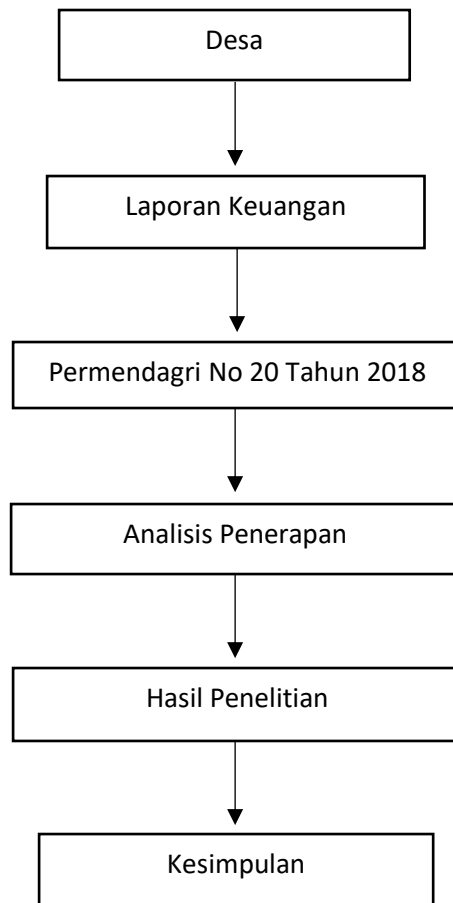 Desa
Laporan Keuangan
Permendagri No 20 Tahun 2018
Analisis Penerapan
Hasil Penelitian
Kesimpulan